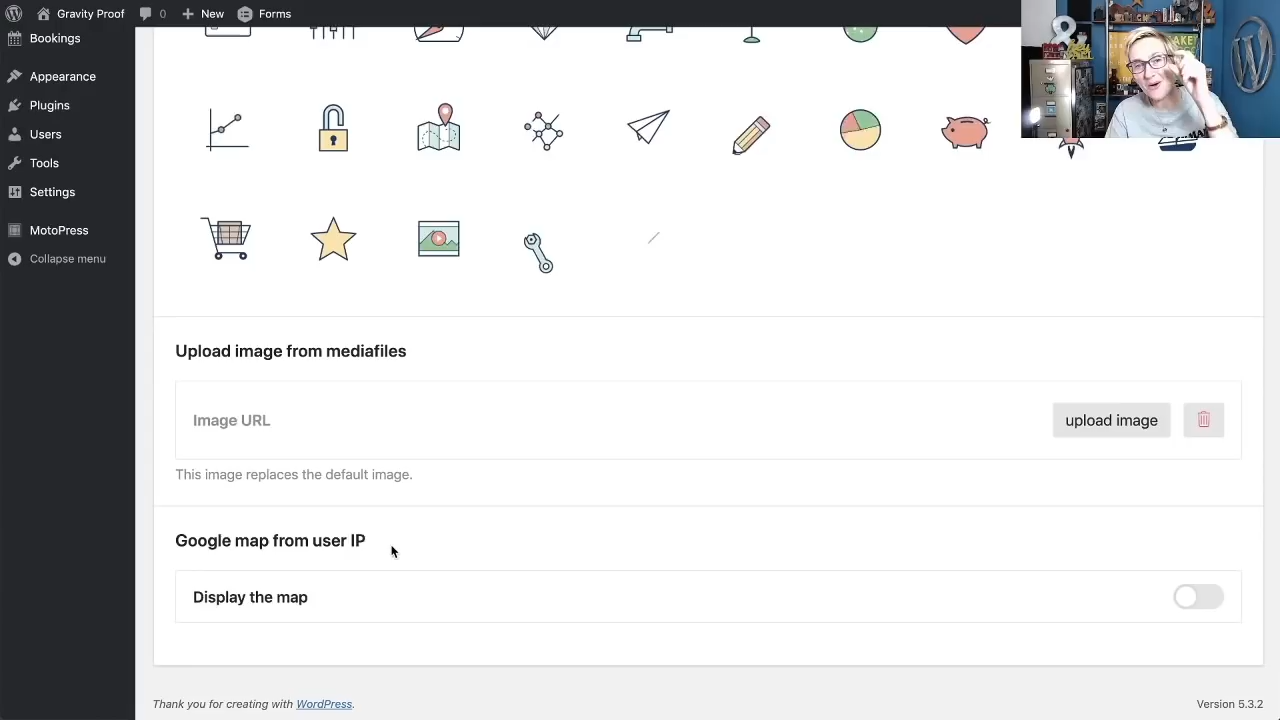 Gravity Proof
0
New
Forms
Bookings
Appearance
Plugins
Users
Tools
Settings
MotoPress
Collapse menu
Upload image from mediafiles
Image URL
upload image
This image replaces the default image.
Google map from user IP
Display the map
Thank you for creating with WordPress.
Version 5.3.2